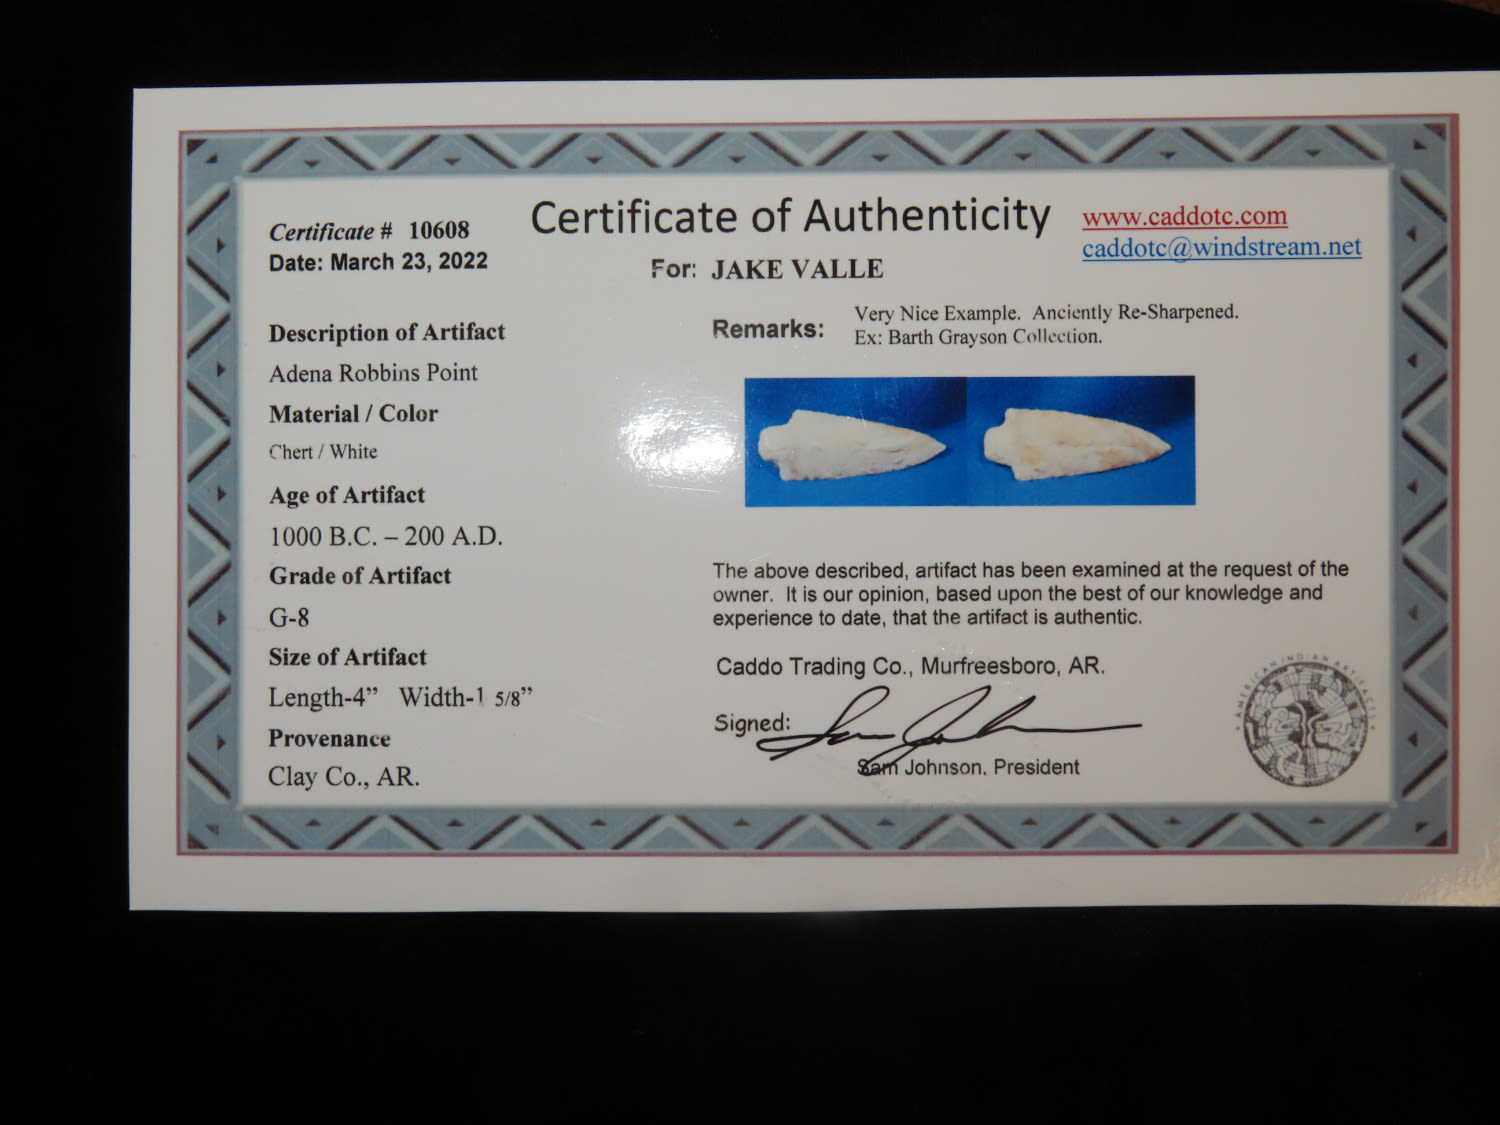 Certificate # 10608
Date: March 23, 2022
Certificate of Authenticity
For: JAKE VALLE
www.caddotc.com
caddotc@windstream.net
Description of Artifact
Adena Robbins Point
Material / Color
Chert / White
Age of Artifact
1000 B.C. – 200 A.D.
Grade of Artifact
G-8
Size of Artifact
Length-4” Width-1 5/8”
Provenance
Clay Co., AR.
Remarks: Very Nice Example. Anciently Re-Sharpened.
Ex: Barth Grayson Collection.
The above described, artifact has been examined at the request of the
owner. It is our opinion, based upon the best of our knowledge and
experience to date, that the artifact is authentic.
Caddo Trading Co., Murfreesboro, AR.
Signed: Sam Johnson
Sam Johnson, President
AMERICAN INDIAN ARTIFACTS